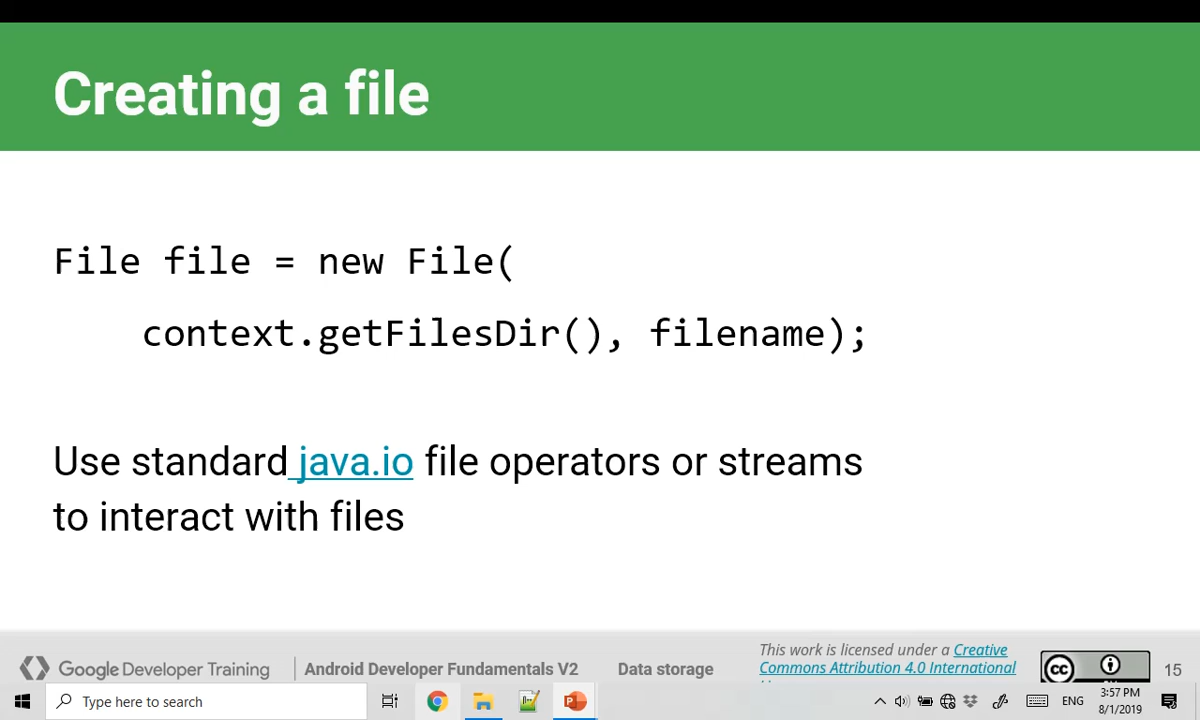 Creating a file
File file = new File(
context.getFilesDir(), filename);
Use standard java.io file operators or streams
to interact with files
Google Developer Training
Android Developer Fundamentals V2
Data storage
This work is licensed under a Creative
Commons Attribution 4.0 International
cc
15
Type here to search
ENG
3:57 PM
8/1/2019